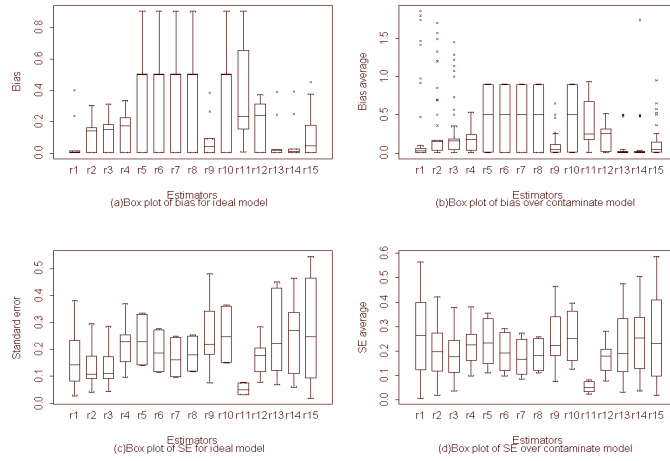 Bias
0.8
0.6
0.4
0.2
0.0
r1 r2 r3 r4 r5 r6 r7 r8 r9 r10 r11 r12 r13 r14 r15
Estimators
(a)Box plot of bias for ideal model
Bias average
1.5
1.0
0.5
0.0
r1 r2 r3 r4 r5 r6 r7 r8 r9 r10 r11 r12 r13 r14 r15
Estimators
(b)Box plot of bias over contaminate model
Standard error
0.5
0.4
0.3
0.2
0.1
0.0
r1 r2 r3 r4 r5 r6 r7 r8 r9 r10 r11 r12 r13 r14 r15
Estimators
(c)Box plot of SE for ideal model
SE average
0.6
0.5
0.4
0.3
0.2
0.1
0.0
r1 r2 r3 r4 r5 r6 r7 r8 r9 r10 r11 r12 r13 r14 r15
Estimators
(d)Box plot of SE over contaminate model